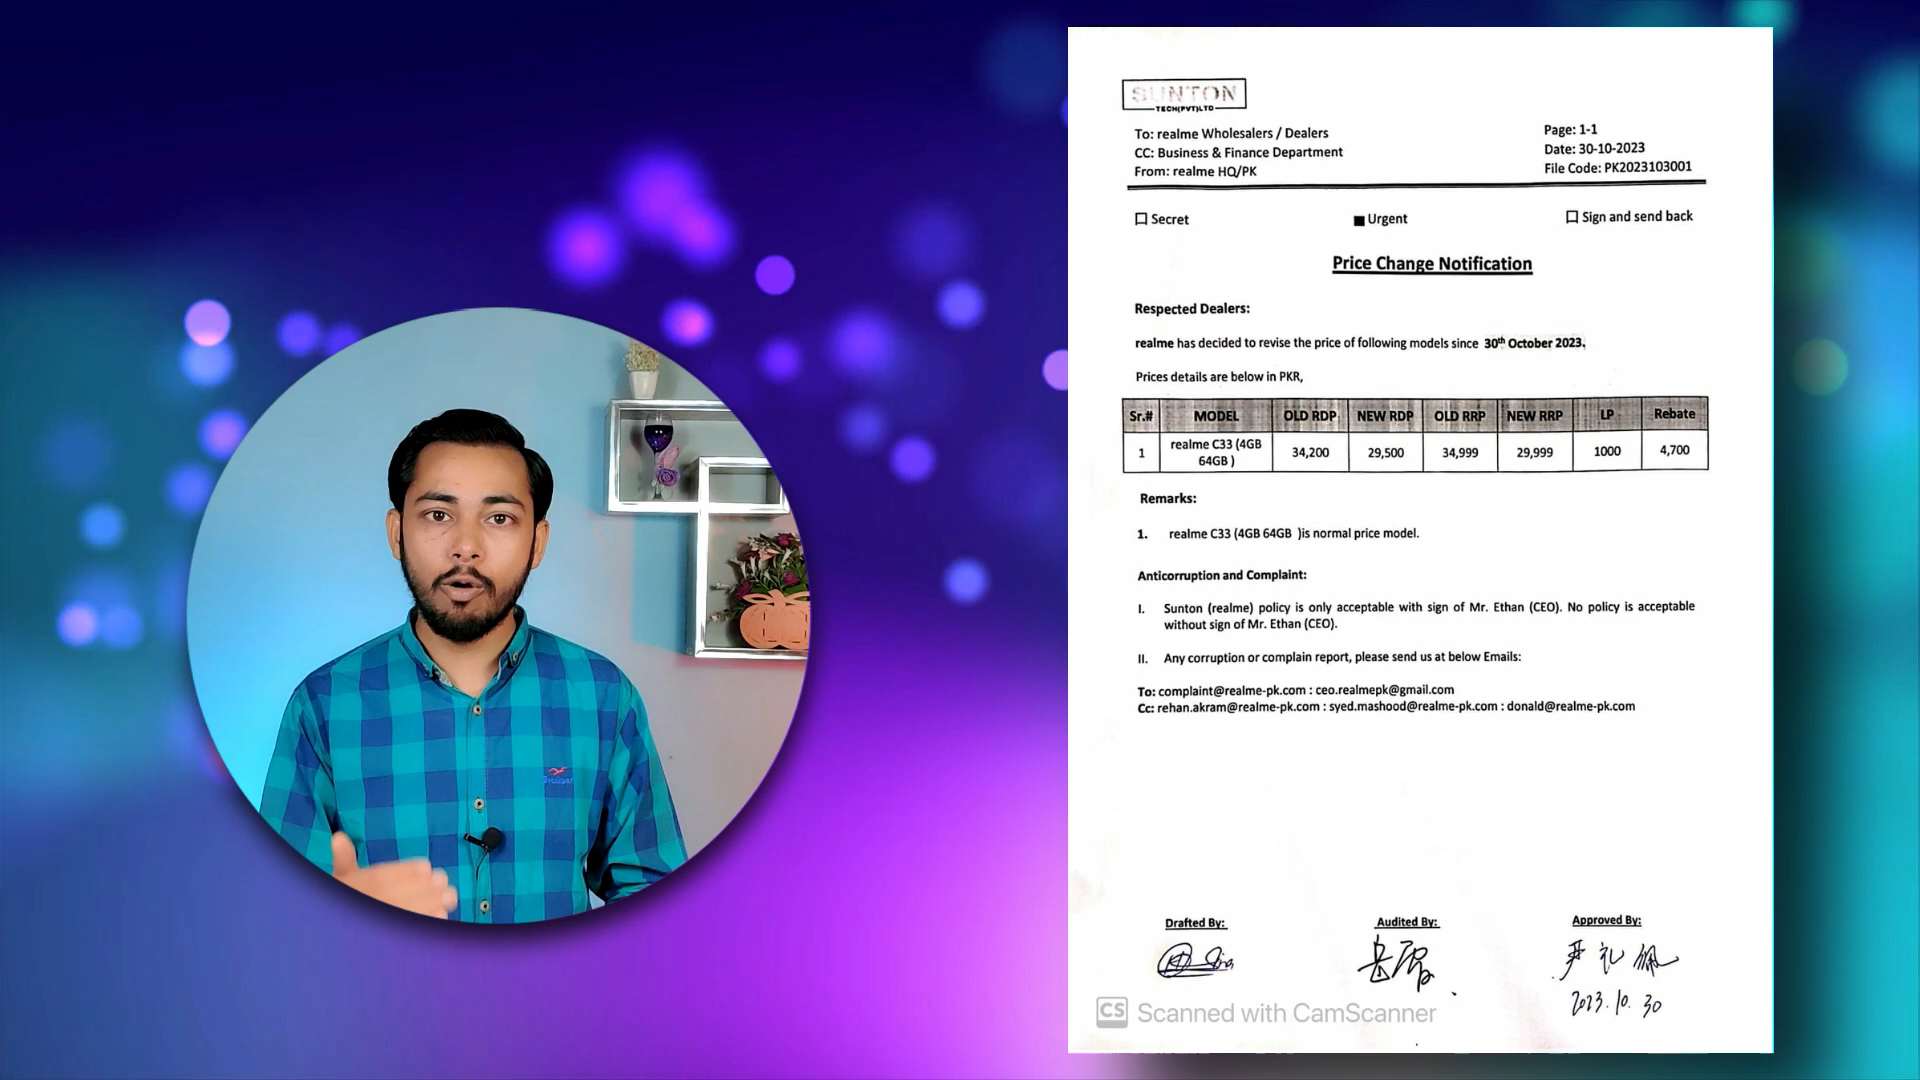 SUNTON
TECH(PVT)LTD
To: realme Wholesalers / Dealers
CC: Business & Finance Department
From: realme HQ/PK
Page: 1-1
Date: 30-10-2023
File Code: PK2023103001
Secret
Urgent
Sign and send back
Price Change Notification
Respected Dealers:
realme has decided to revise the price of following models since 30th October 2023.
Prices details are below in PKR,
Sr.# MODEL OLD RDP NEW RDP OLD RRP NEW RRP LP Rebate
1 realme C33 (4GB 64GB ) 34,200 29,500 34,999 29,999 1000 4,700
Remarks:
1. realme C33 (4GB 64GB )is normal price model.
Anticorruption and Complaint:
I. Sunton (realme) policy is only acceptable with sign of Mr. Ethan (CEO). No policy is acceptable
without sign of Mr. Ethan (CEO).
II. Any corruption or complain report, please send us at below Emails:
To: complaint@realme-pk.com : ceo.realmepk@gmail.com
Cc: rehan.akram@realme-pk.com : syed.mashood@realme-pk.com : donald@realme-pk.com
Drafted By:
Audited By:
Approved By:
2023.10.30
CS Scanned with CamScanner